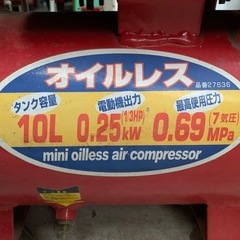 オイルレス
品番27636
タンク容量 電動機出力 最高使用圧力
10L 0.25kW (1/3HP) 0.69MPa (7気圧)
mini oilless air compressor